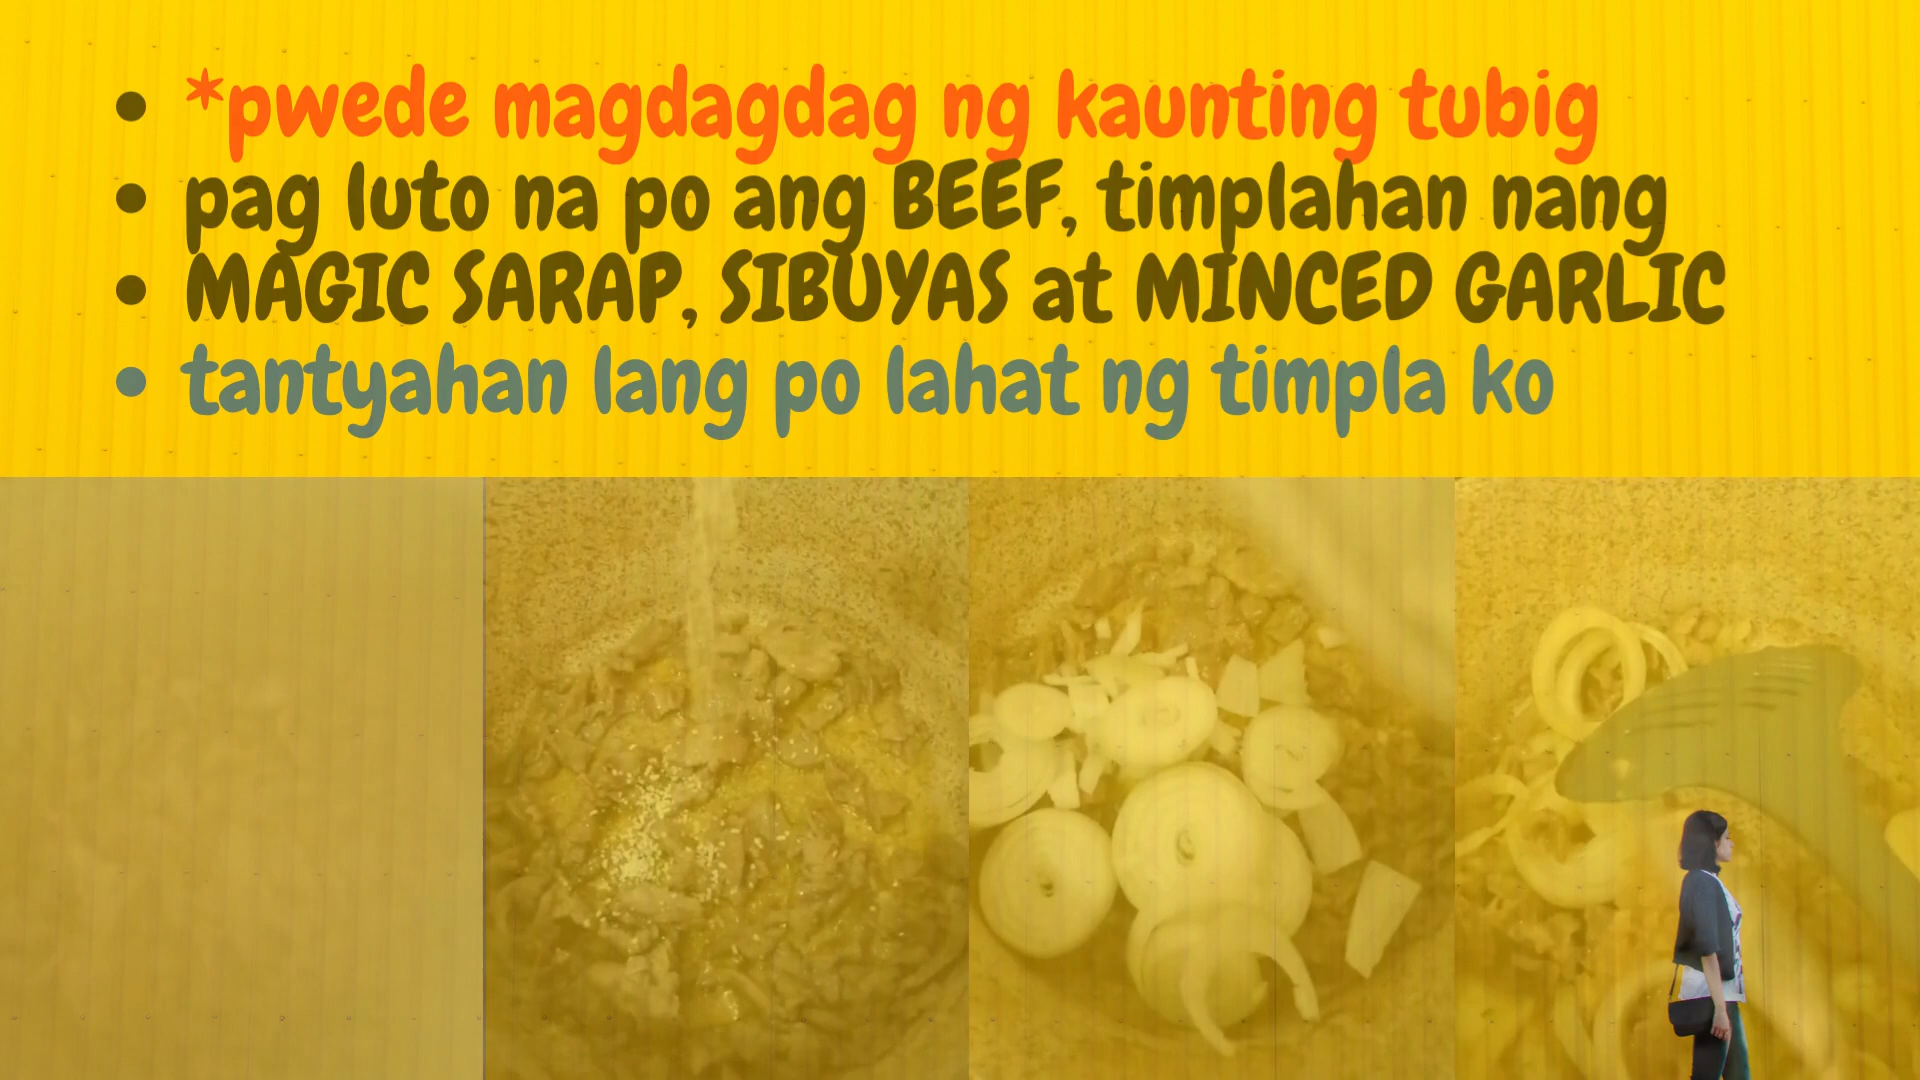 *pwede magdagdag ng kaunting tubig
pag luto na po ang BEEF, timplahan nang
MAGIC SARAP, SIBUYAS at MINCED GARLIC
tantyahan lang po lahat ng timpla ko